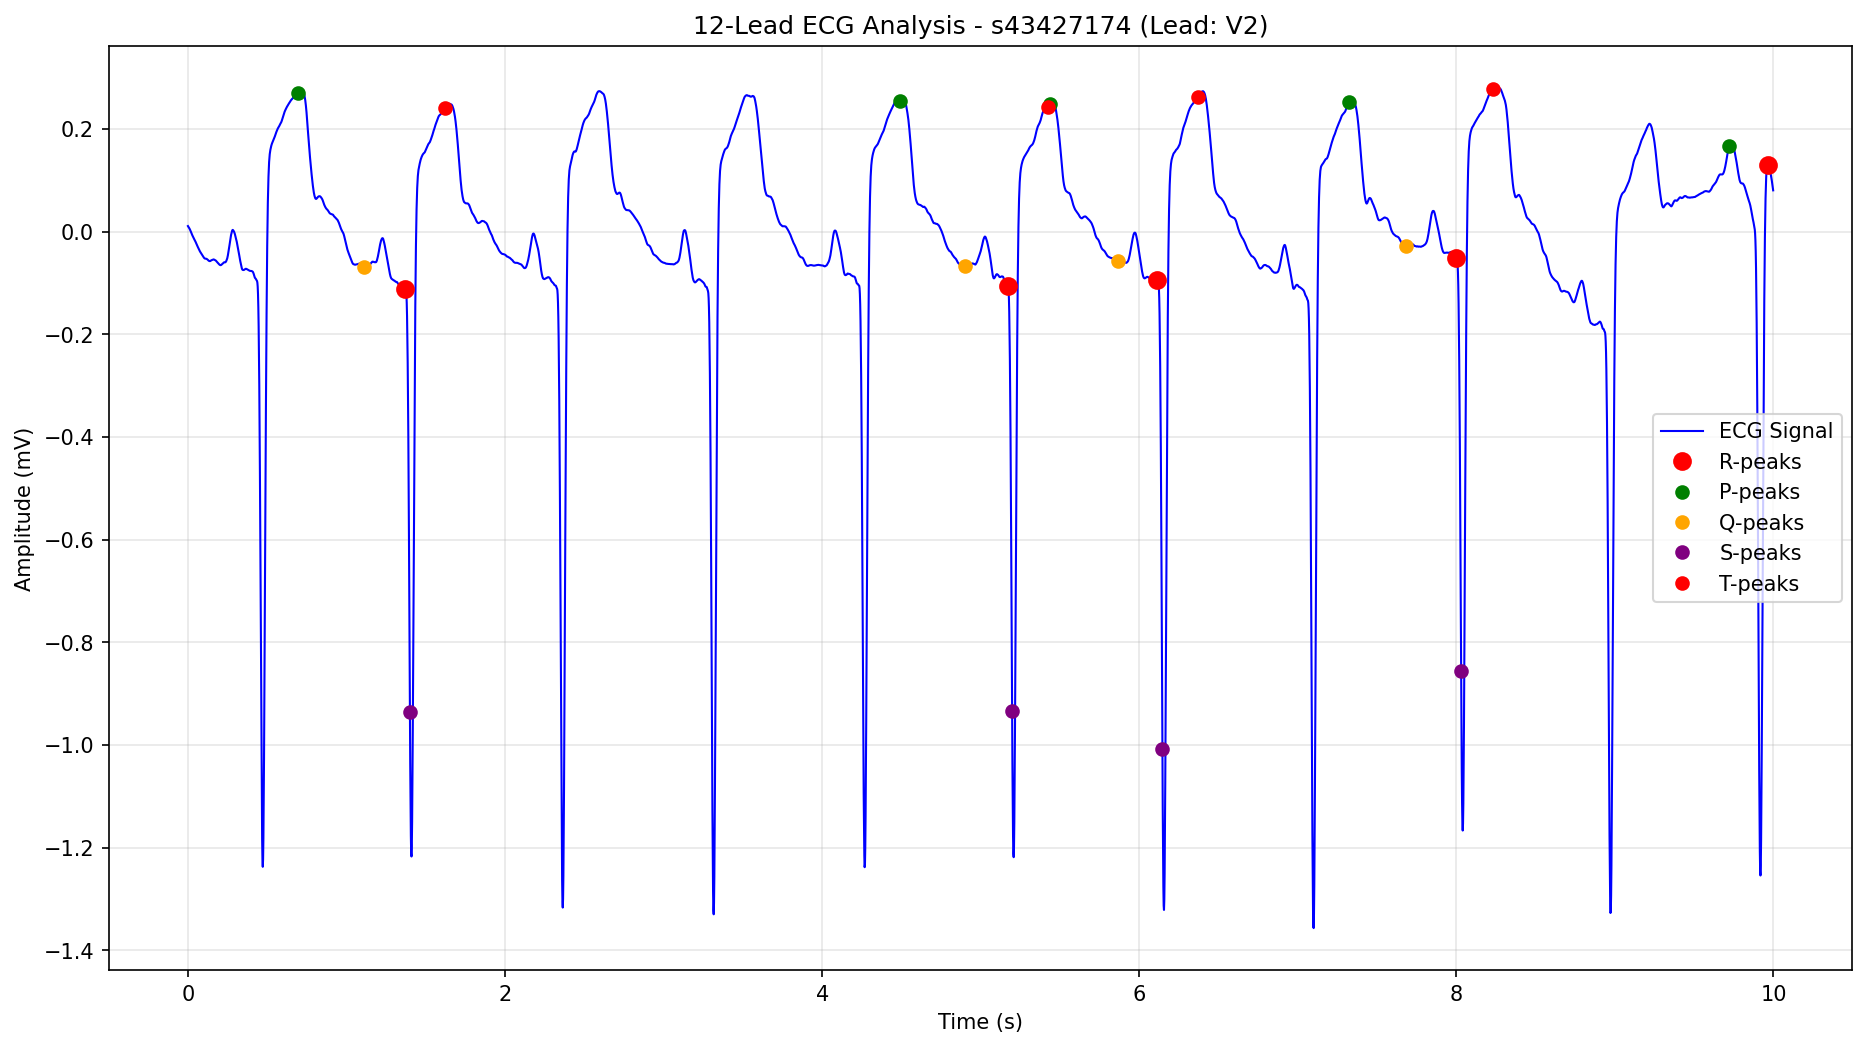 12-Lead ECG Analysis - s43427174 (Lead: V2)
0.2
0.0
−0.2
−0.4
−0.6
−0.8
−1.0
−1.2
−1.4
Amplitude (mV)
ECG Signal
R-peaks
P-peaks
Q-peaks
S-peaks
T-peaks
0 2 4 6 8 10
Time (s)